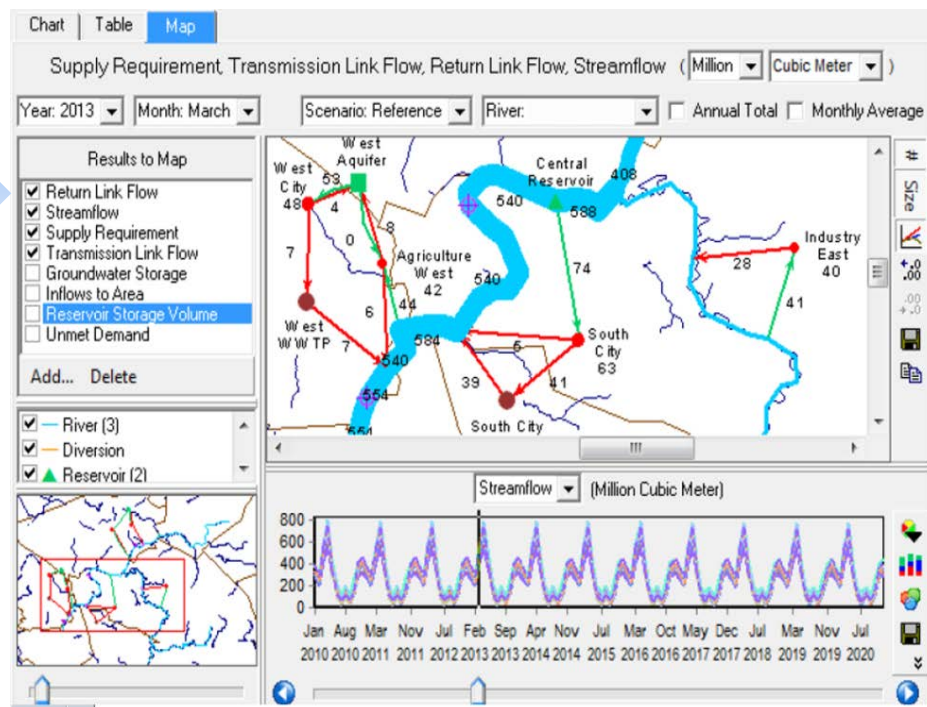 Chart Table Map
Supply Requirement, Transmission Link Flow, Return Link Flow, Streamflow ( Million Cubic Meter )
Year: 2013 Month: March Scenario: Reference River: Annual Total Monthly Average
Results to Map
Return Link Flow
Streamflow
Supply Requirement
Transmission Link Flow
Groundwater Storage
Inflows to Area
Reservoir Storage Volume
Unmet Demand
Add... Delete
River (3)
Diversion
Reservoir (2)
West
Aquifer
West
City
48
53
4
8
0
7
Agriculture
West
42
6
44
West
WWTP
7
540
554
551
584
540
540
Central
Reservoir
588
408
74
South
City
63
5
41
39
South City
28
Industry
East
40
41
#
Size
+.0
.00
.00
+.0
Streamflow (Million Cubic Meter)
800
600
400
200
0
Jan Aug Mar Nov Jul Feb Sep Apr Nov Jul Mar Oct May Dec Jul Mar Nov Jul
2010 2010 2011 2011 2012 2013 2013 2014 2014 2015 2016 2016 2017 2017 2018 2019 2019 2020